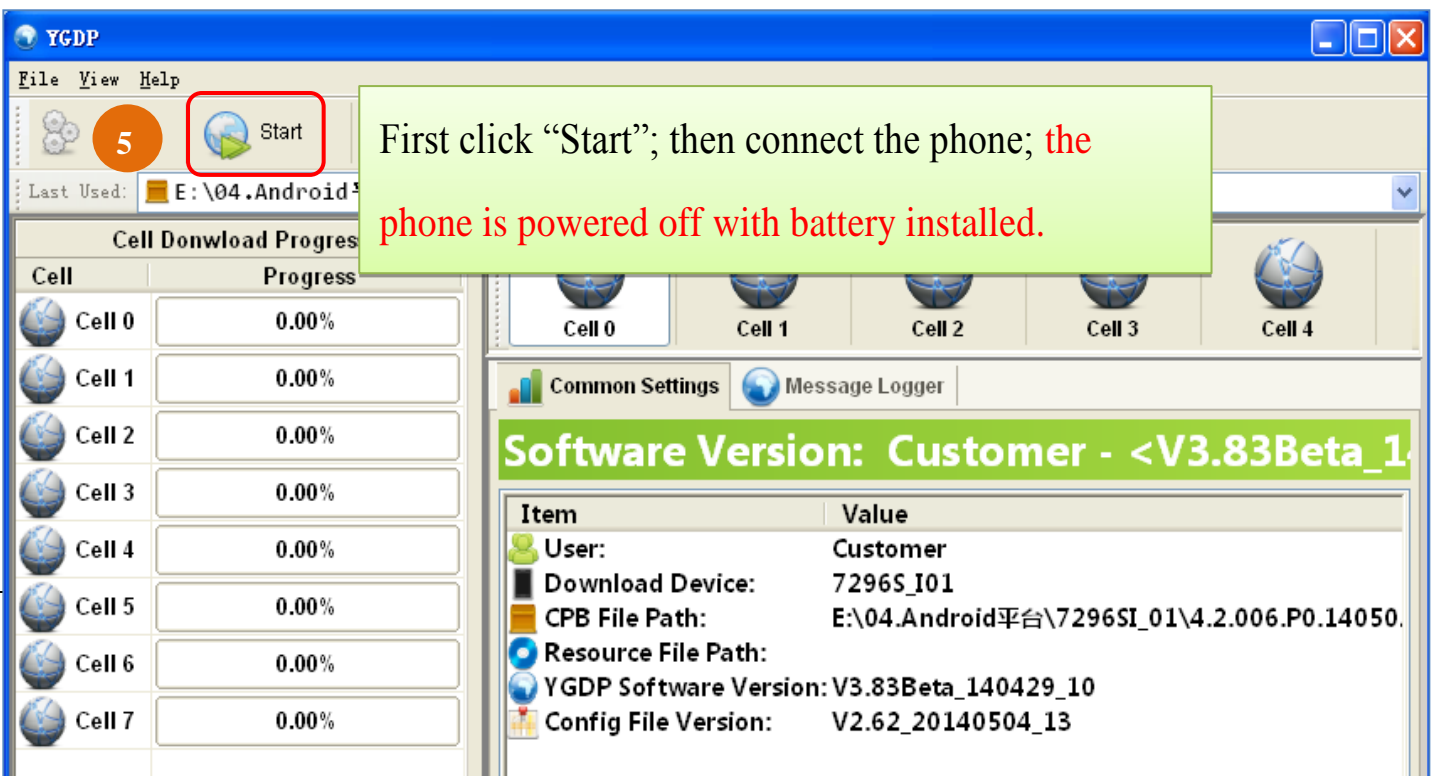 YGDP
File View Help
5
Start
First click “Start”; then connect the phone; the
phone is powered off with battery installed.
Last Used: E:\04.Android
Cell Donwload Progres
Cell Progress
Cell 0 0.00%
Cell 1 0.00%
Cell 2 0.00%
Cell 3 0.00%
Cell 4 0.00%
Cell 5 0.00%
Cell 6 0.00%
Cell 7 0.00%
Cell 0 Cell 1 Cell 2 Cell 3 Cell 4
Common Settings Message Logger
Software Version: Customer - <V3.83Beta_1
Item Value
User: Customer
Download Device: 7296S_I01
CPB File Path: E:\04.Android平台\7296SI_01\4.2.006.P0.14050.
Resource File Path:
YGDP Software Version: V3.83Beta_140429_10
Config File Version: V2.62_20140504_13